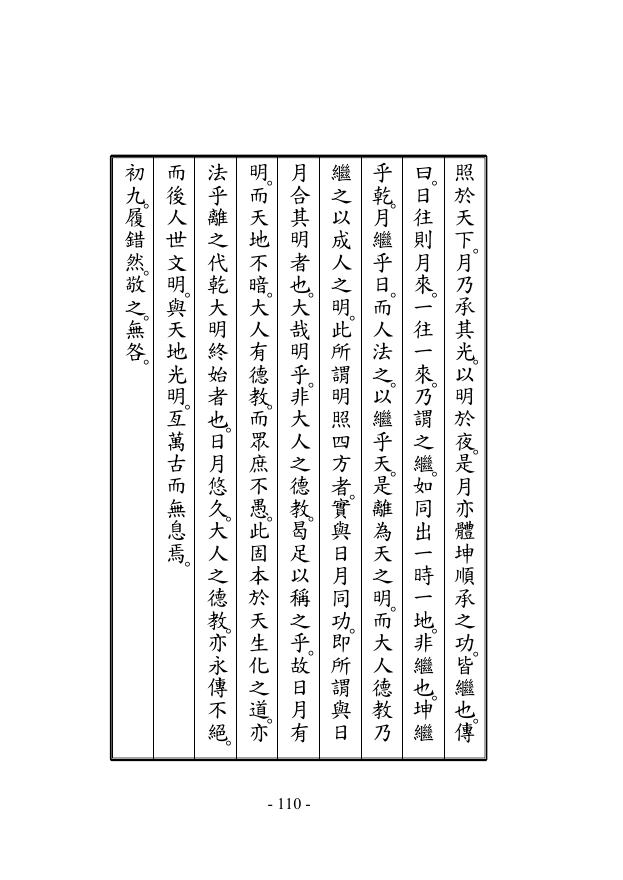 照於天下。月乃承其光。以明於夜。是月亦體坤順承之功。皆繼也。傳
曰。日往則月來。一往一來。乃謂之繼。如同出一時一地。非繼也。坤繼
乎乾。月繼乎日。而人法之。以繼乎天。是離為天之明。而大人德教乃
繼之以成人之明。此所謂明照四方者。實與日月同功。即所謂與日
月合其明者也。大哉明乎。非大人之德教。曷足以稱之乎。故日月有
明。而天地不暗。大人有德教。而眾庶不愚。此固本於天生化之道。亦
法乎離之代乾大明終始者也。日月悠久。大人之德教。亦永傳不絕。
而後人世文明。與天地光明。亙萬古而無息焉。
初九。履錯然。敬之。無咎。
- 110 -